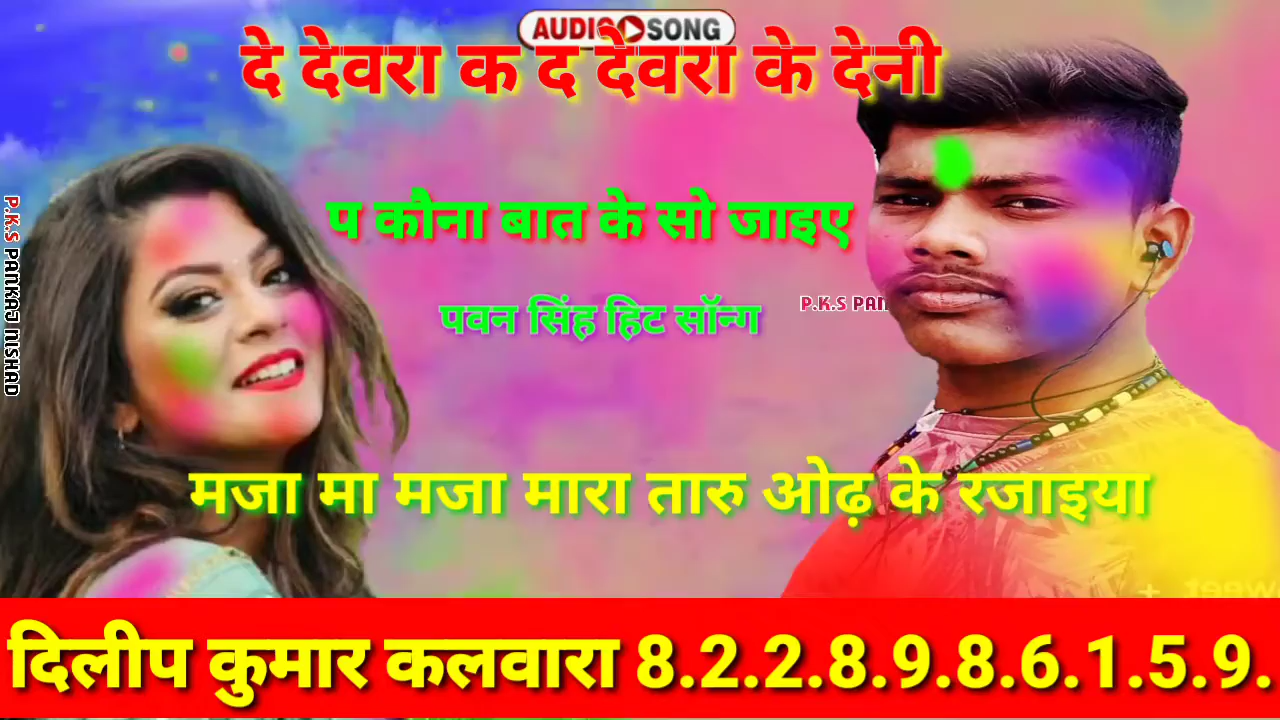 AUDIO SONG
दे देवरा क द देवरा के देनी
प कौना बात के सो जाइए
पवन सिंह हिट सॉन्ग
P.K.S PAN
P.K.S PANKAJ NISHAD
मजा मा मजा मारा तारु ओढ़ के रजाइया
दिलीप कुमार कलवारा 8.2.2.8.9.8.6.1.5.9.